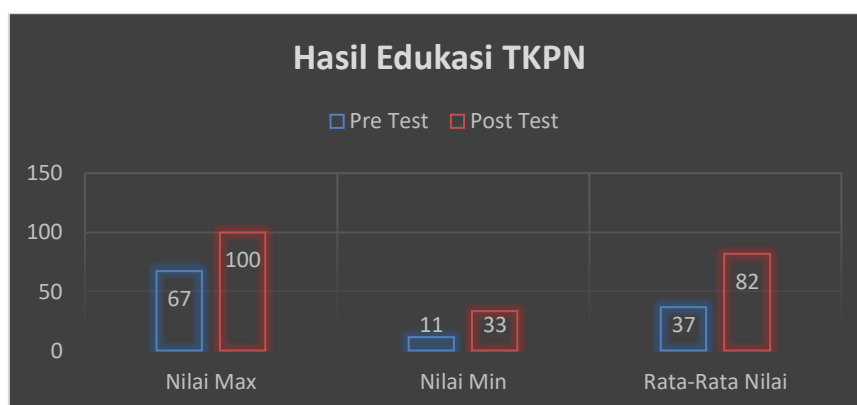 Hasil Edukasi TKPN
Pre Test Post Test
150
100
50
0
67 100
11 33
37 82
Nilai Max Nilai Min Rata-Rata Nilai